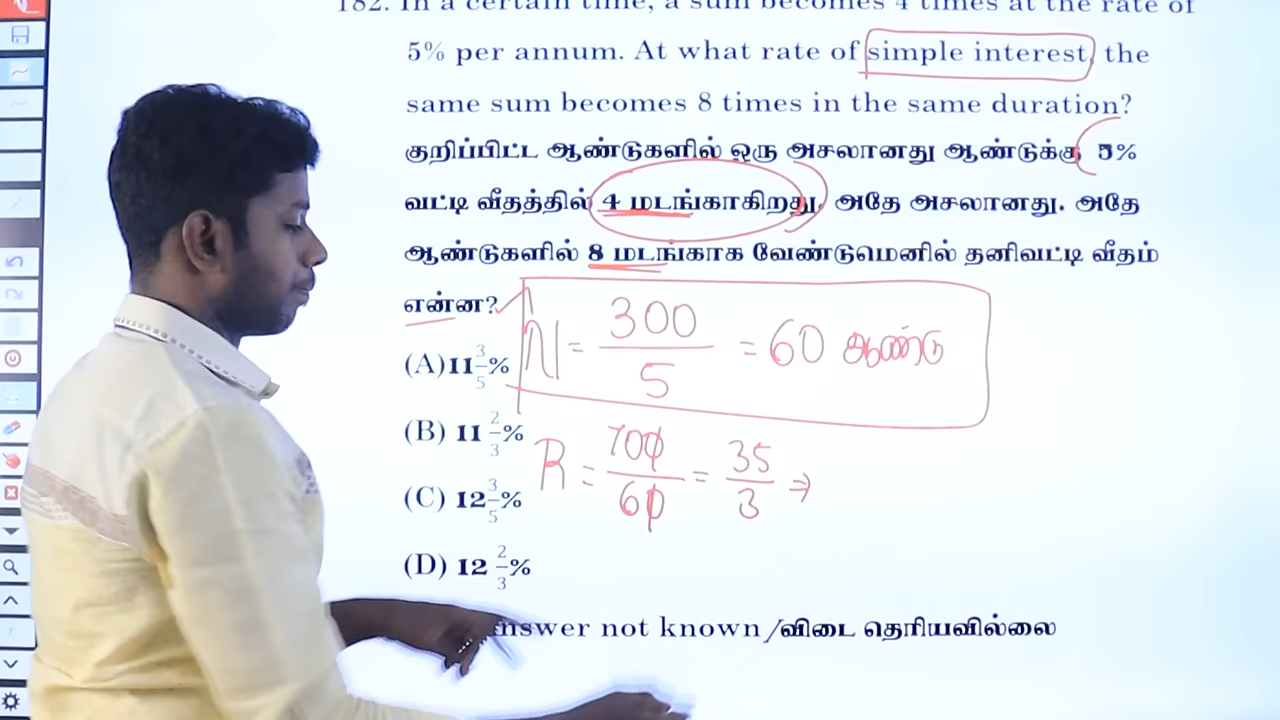 182. In a certain time, a sum becomes 4 times at the rate of
5% per annum. At what rate of simple interest, the
same sum becomes 8 times in the same duration?
குறிப்பிட்ட ஆண்டுகளில் ஒரு அசலானது ஆண்டுக்கு 5%
வட்டி வீதத்தில் 4 மடங்காகிறது. அதே அசலானது. அதே
ஆண்டுகளில் 8 மடங்காக வேண்டுமெனில் தனிவட்டி வீதம்
என்ன?
N = 300/5 = 60 ஆண்டு
(A) 11 3/5%
(B) 11 2/3%
R = 700/60 = 35/3 ⇒
(C) 12 3/5%
(D) 12 2/3%
nswer not known/விடை தெரியவில்லை